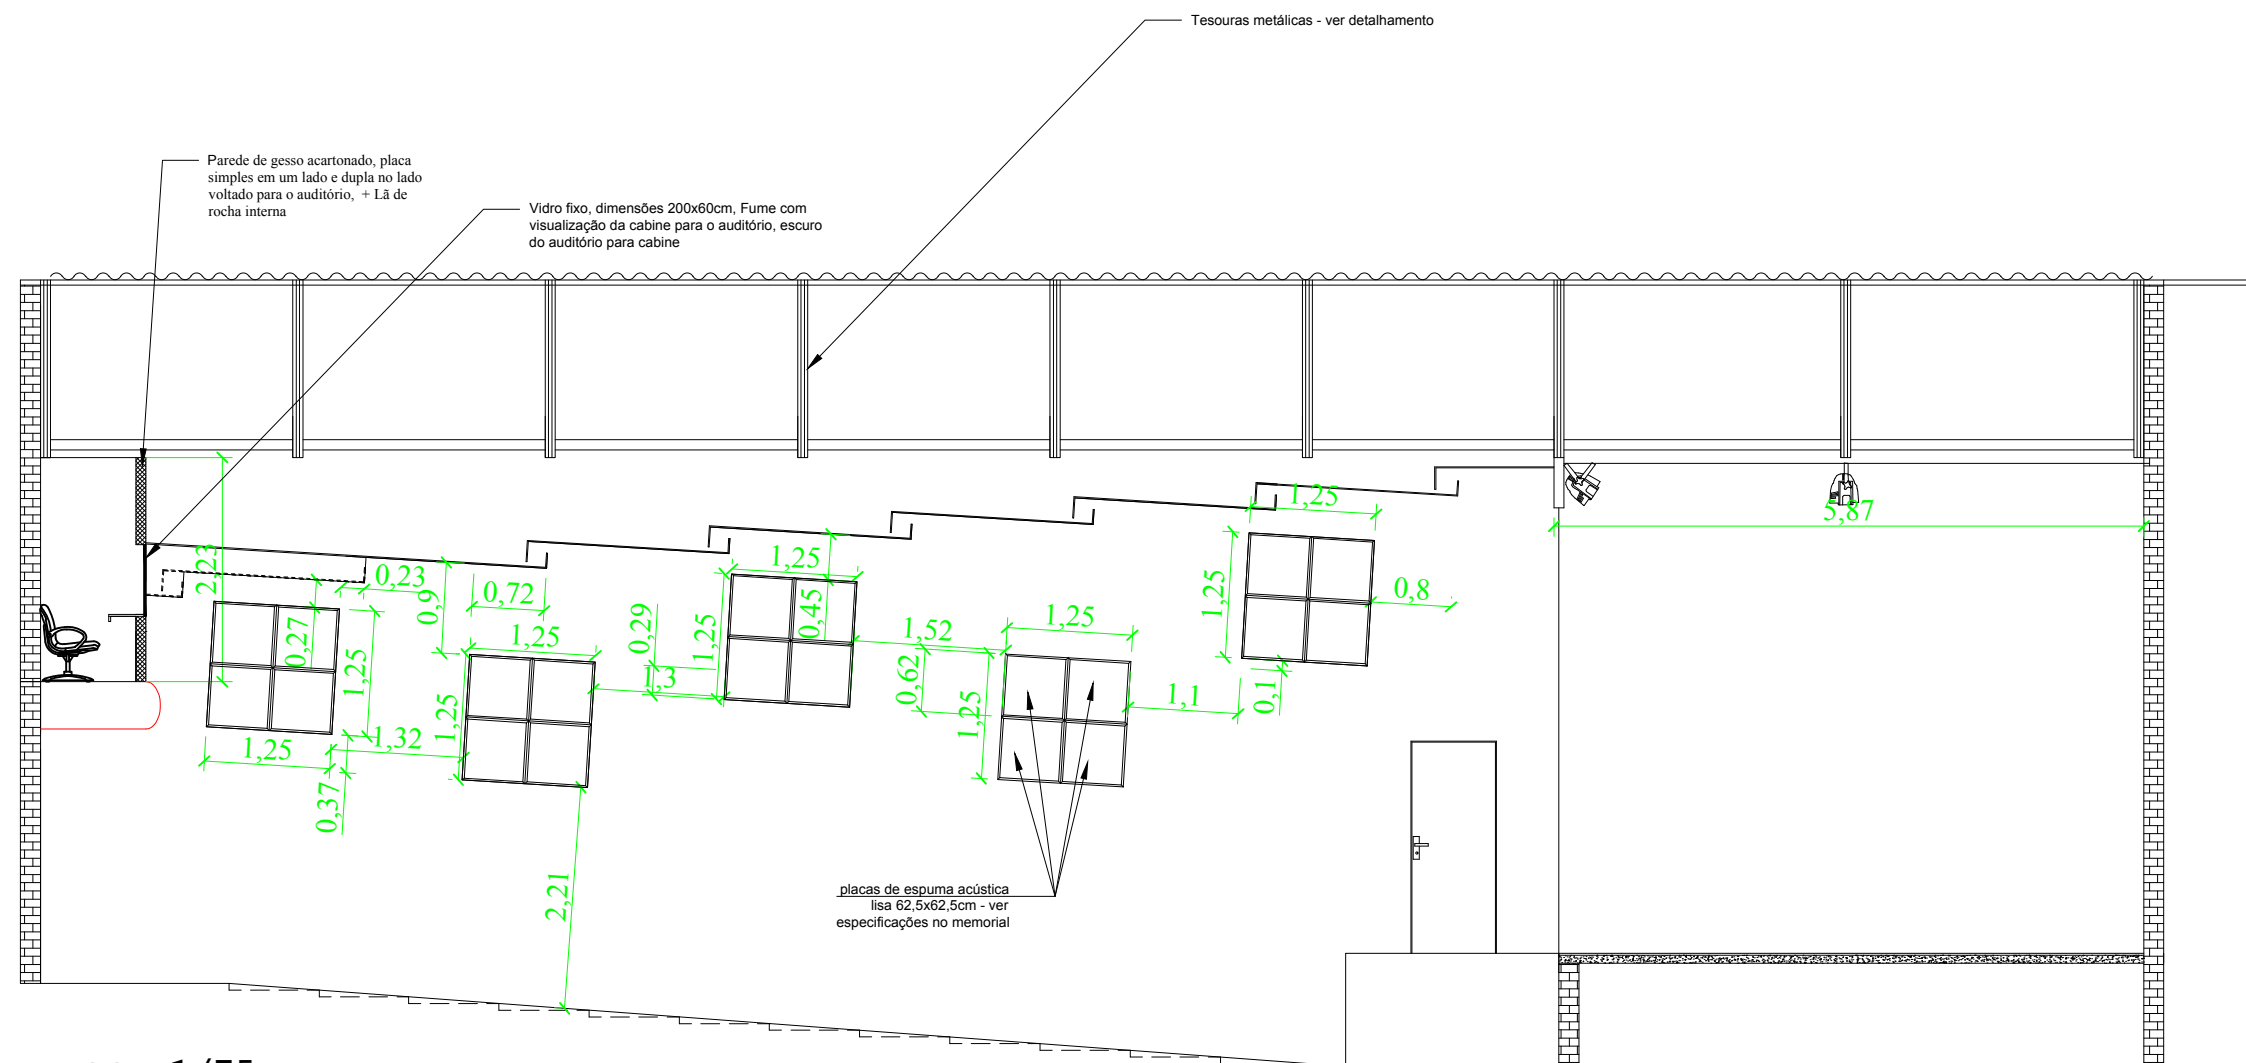 Tesouras metálicas - ver detalhamento
Parede de gesso acartonado, placa
simples em um lado e dupla no lado
voltado para o auditório, + Lã de
rocha interna
Vidro fixo, dimensões 200x60cm, Fume com
visualização da cabine para o auditório, escuro
do auditório para cabine
2,23
0,23
0,27
1,25
1,25
0,37
1,32
0,9
0,72
1,25
1,25
2,21
0,29
1,3
1,25
1,25
0,45
1,52
0,62
1,25
1,25
1,1
1,25
1,25
0,1
0,8
5,87
placas de espuma acústica
lisa 62,5x62,5cm - ver
especificações no memorial